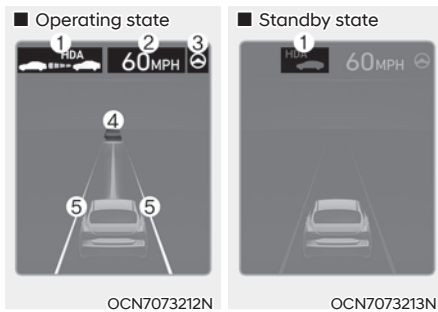 ■ Operating state
1 2 3
HDA 60MPH
4
5 5
OCN7073212N
■ Standby state
1
HDA 60MPH
OCN7073213N